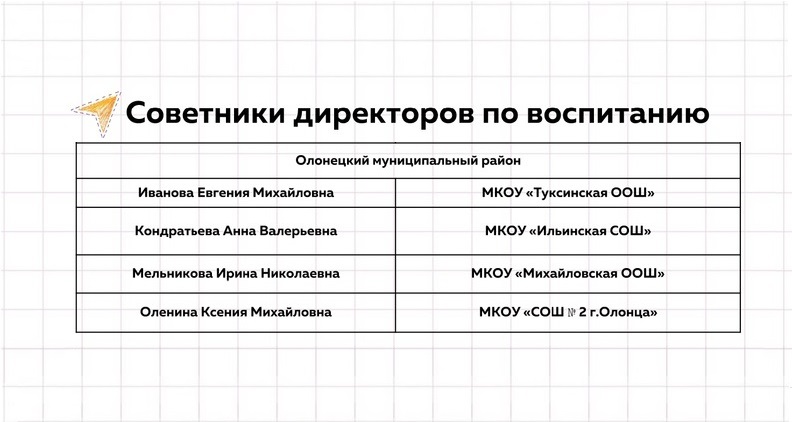 Советники директоров по воспитанию
Олонецкий муниципальный район
Иванова Евгения Михайловна МКОУ «Туксинская ООШ»
Кондратьева Анна Валерьевна МКОУ «Ильинская СОШ»
Мельникова Ирина Николаевна МКОУ «Михайловская ООШ»
Оленина Ксения Михайловна МКОУ «СОШ № 2 г.Олонца»